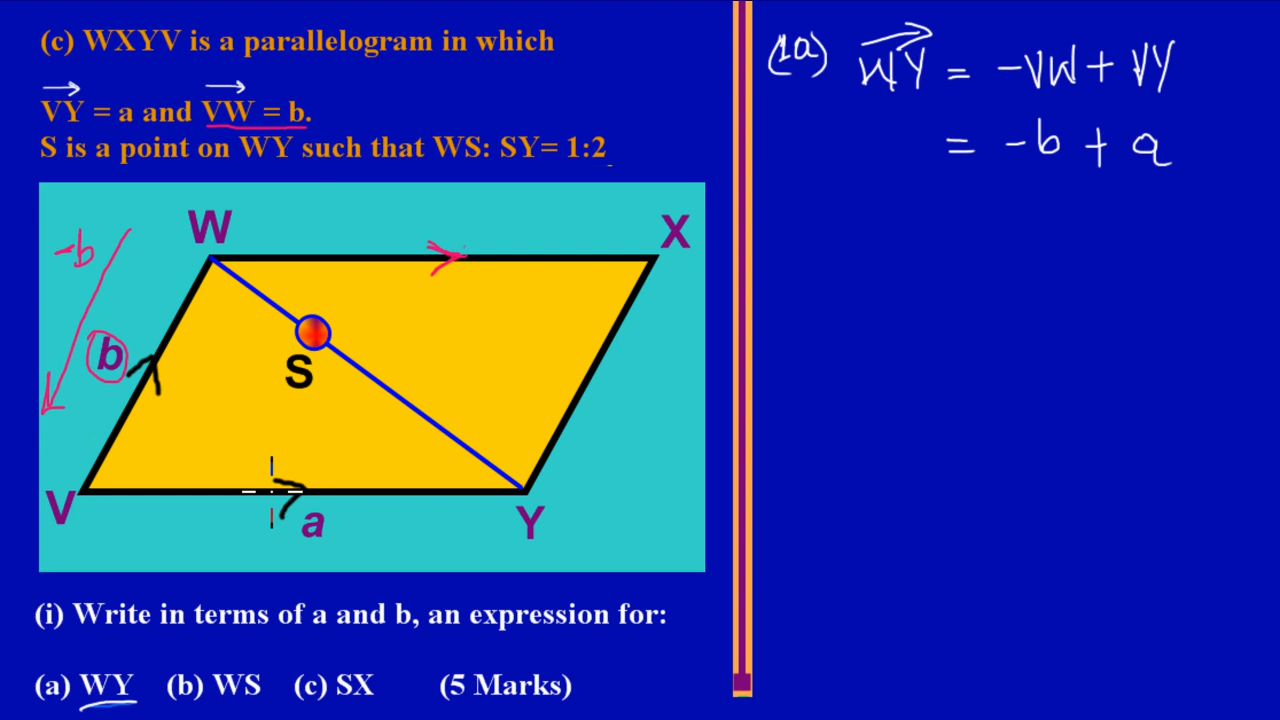 (c) WXYV is a parallelogram in which
VY = a and VW = b.
S is a point on WY such that WS: SY= 1:2
W
X
-b
b
S
V
a
Y
(i) Write in terms of a and b, an expression for:
(a) WY (b) WS (c) SX (5 Marks)
(1a) WY = -VW + VY
= -b + a